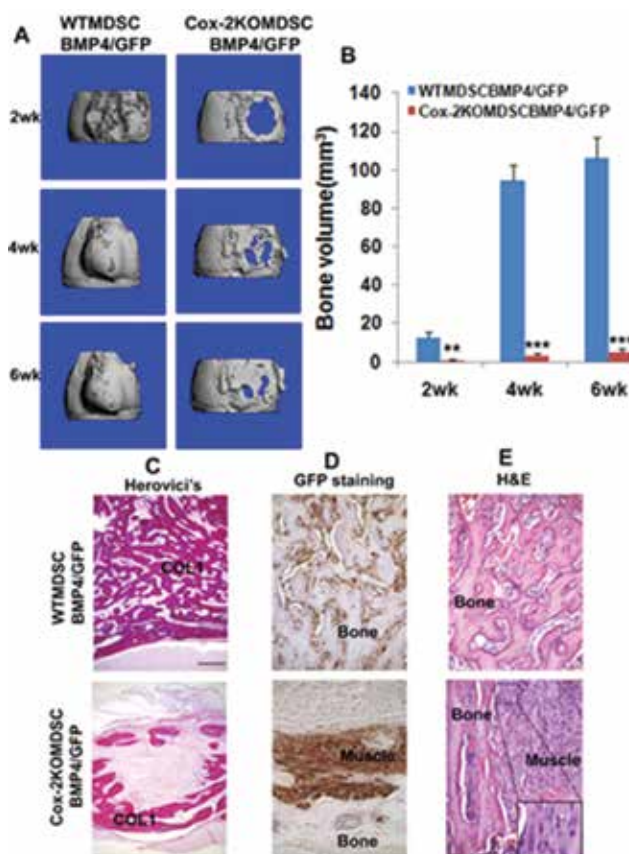 A
WTMDSC
BMP4/GFP
Cox-2KOMDSC
BMP4/GFP
2wk
4wk
6wk
B
Bone volume(mm³)
140
120
100
80
60
40
20
0
WTMDSCBMP4/GFP
Cox-2KOMDSCBMP4/GFP
**
***
***
2wk
4wk
6wk
C
Herovici's
D
GFP staining
E
H&E
WTMDSC
BMP4/GFP
COL1
Bone
Bone
Cox-2KOMDSC
BMP4/GFP
COL1
Muscle
Bone
Bone
Muscle